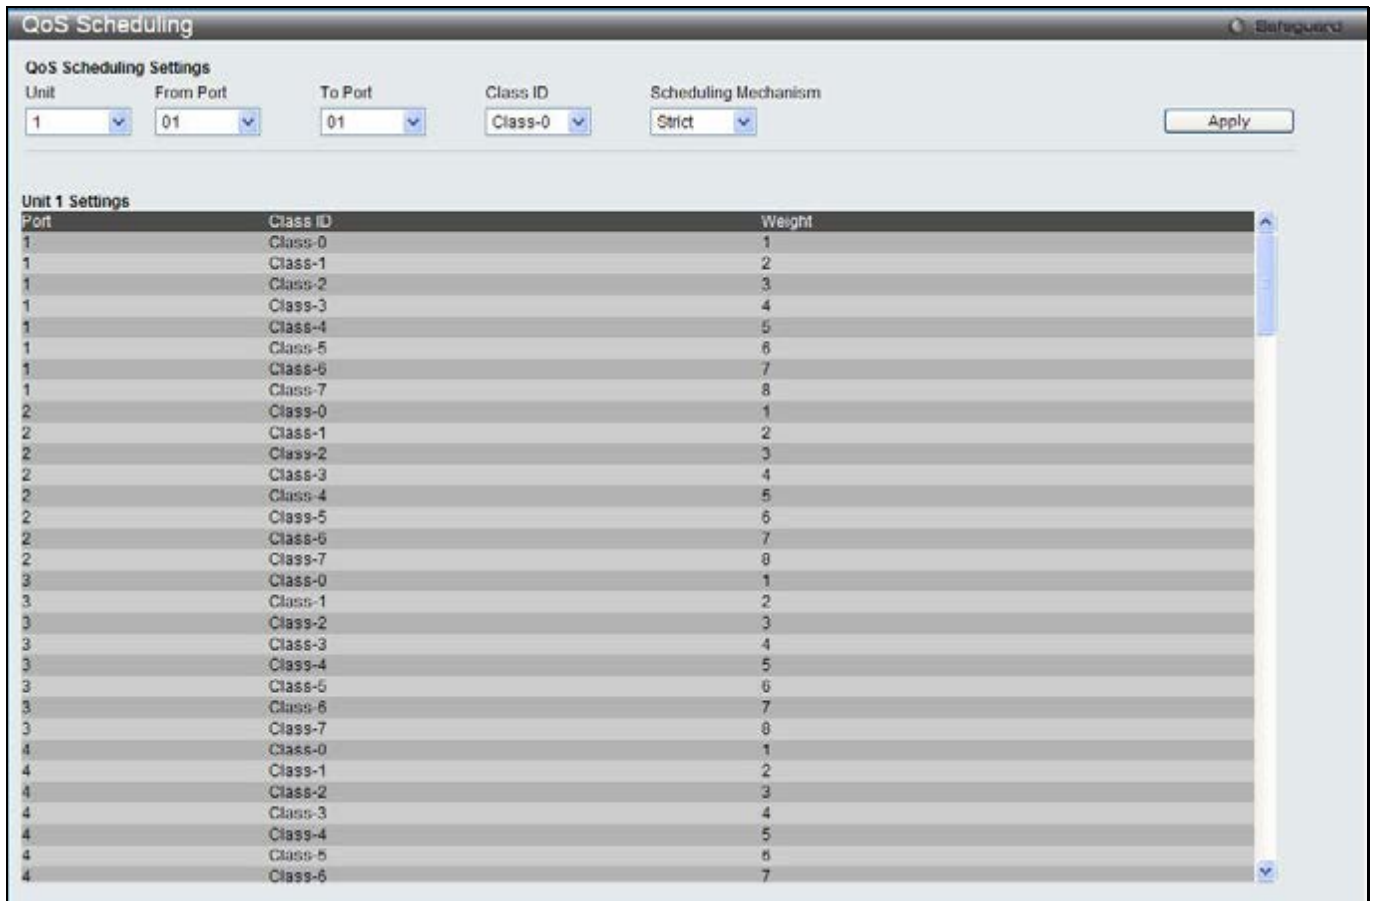 QoS Scheduling Safeguard
QoS Scheduling Settings
Unit From Port To Port Class ID Scheduling Mechanism
1 01 01 Class-0 Strict Apply
Unit 1 Settings
Port Class ID Weight
1 Class-0 1
1 Class-1 2
1 Class-2 3
1 Class-3 4
1 Class-4 5
1 Class-5 6
1 Class-6 7
1 Class-7 8
2 Class-0 1
2 Class-1 2
2 Class-2 3
2 Class-3 4
2 Class-4 5
2 Class-5 6
2 Class-6 7
2 Class-7 8
3 Class-0 1
3 Class-1 2
3 Class-2 3
3 Class-3 4
3 Class-4 5
3 Class-5 6
3 Class-6 7
3 Class-7 8
4 Class-0 1
4 Class-1 2
4 Class-2 3
4 Class-3 4
4 Class-4 5
4 Class-5 6
4 Class-6 7